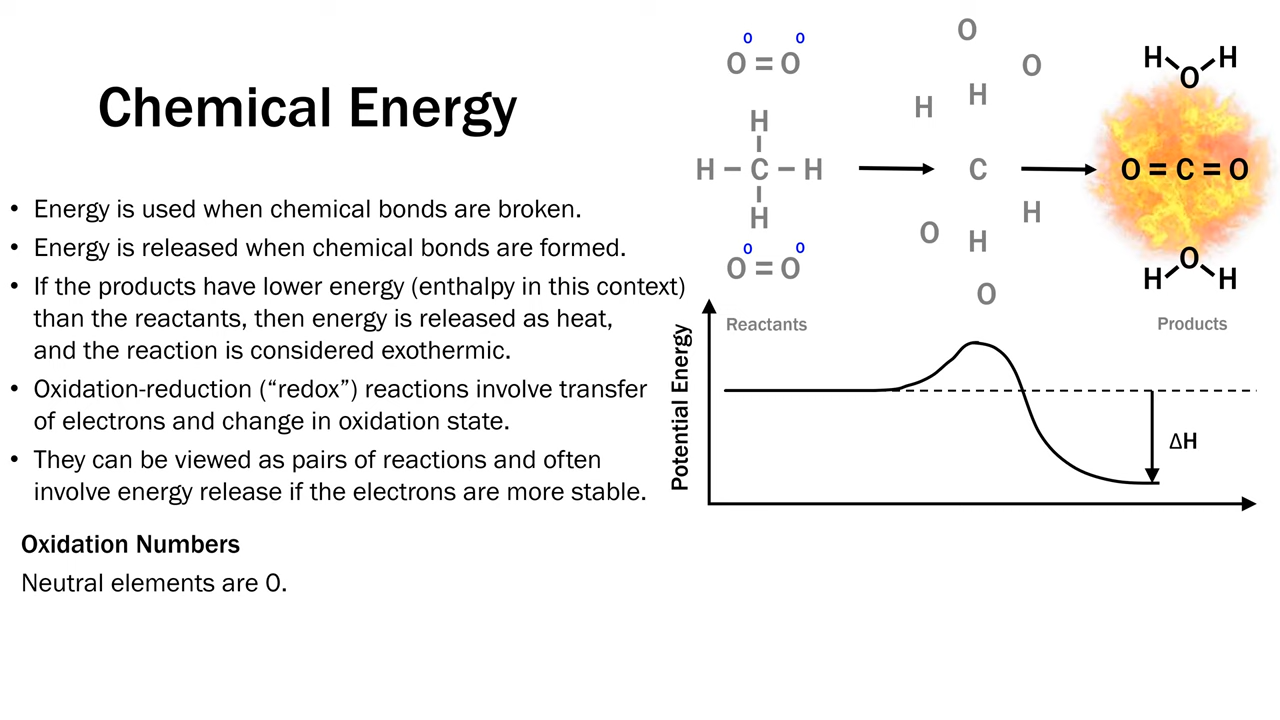 Chemical Energy
• Energy is used when chemical bonds are broken.
• Energy is released when chemical bonds are formed.
• If the products have lower energy (enthalpy in this context)
than the reactants, then energy is released as heat,
and the reaction is considered exothermic.
• Oxidation-reduction (“redox”) reactions involve transfer
of electrons and change in oxidation state.
• They can be viewed as pairs of reactions and often
involve energy release if the electrons are more stable.
Oxidation Numbers
Neutral elements are 0.
0 0
O = O
H
H – C – H
H
0 0
O = O
Reactants
O
O
H H
C
H
O H
O
H O H
O = C = O
H O H
Products
Potential Energy
ΔH